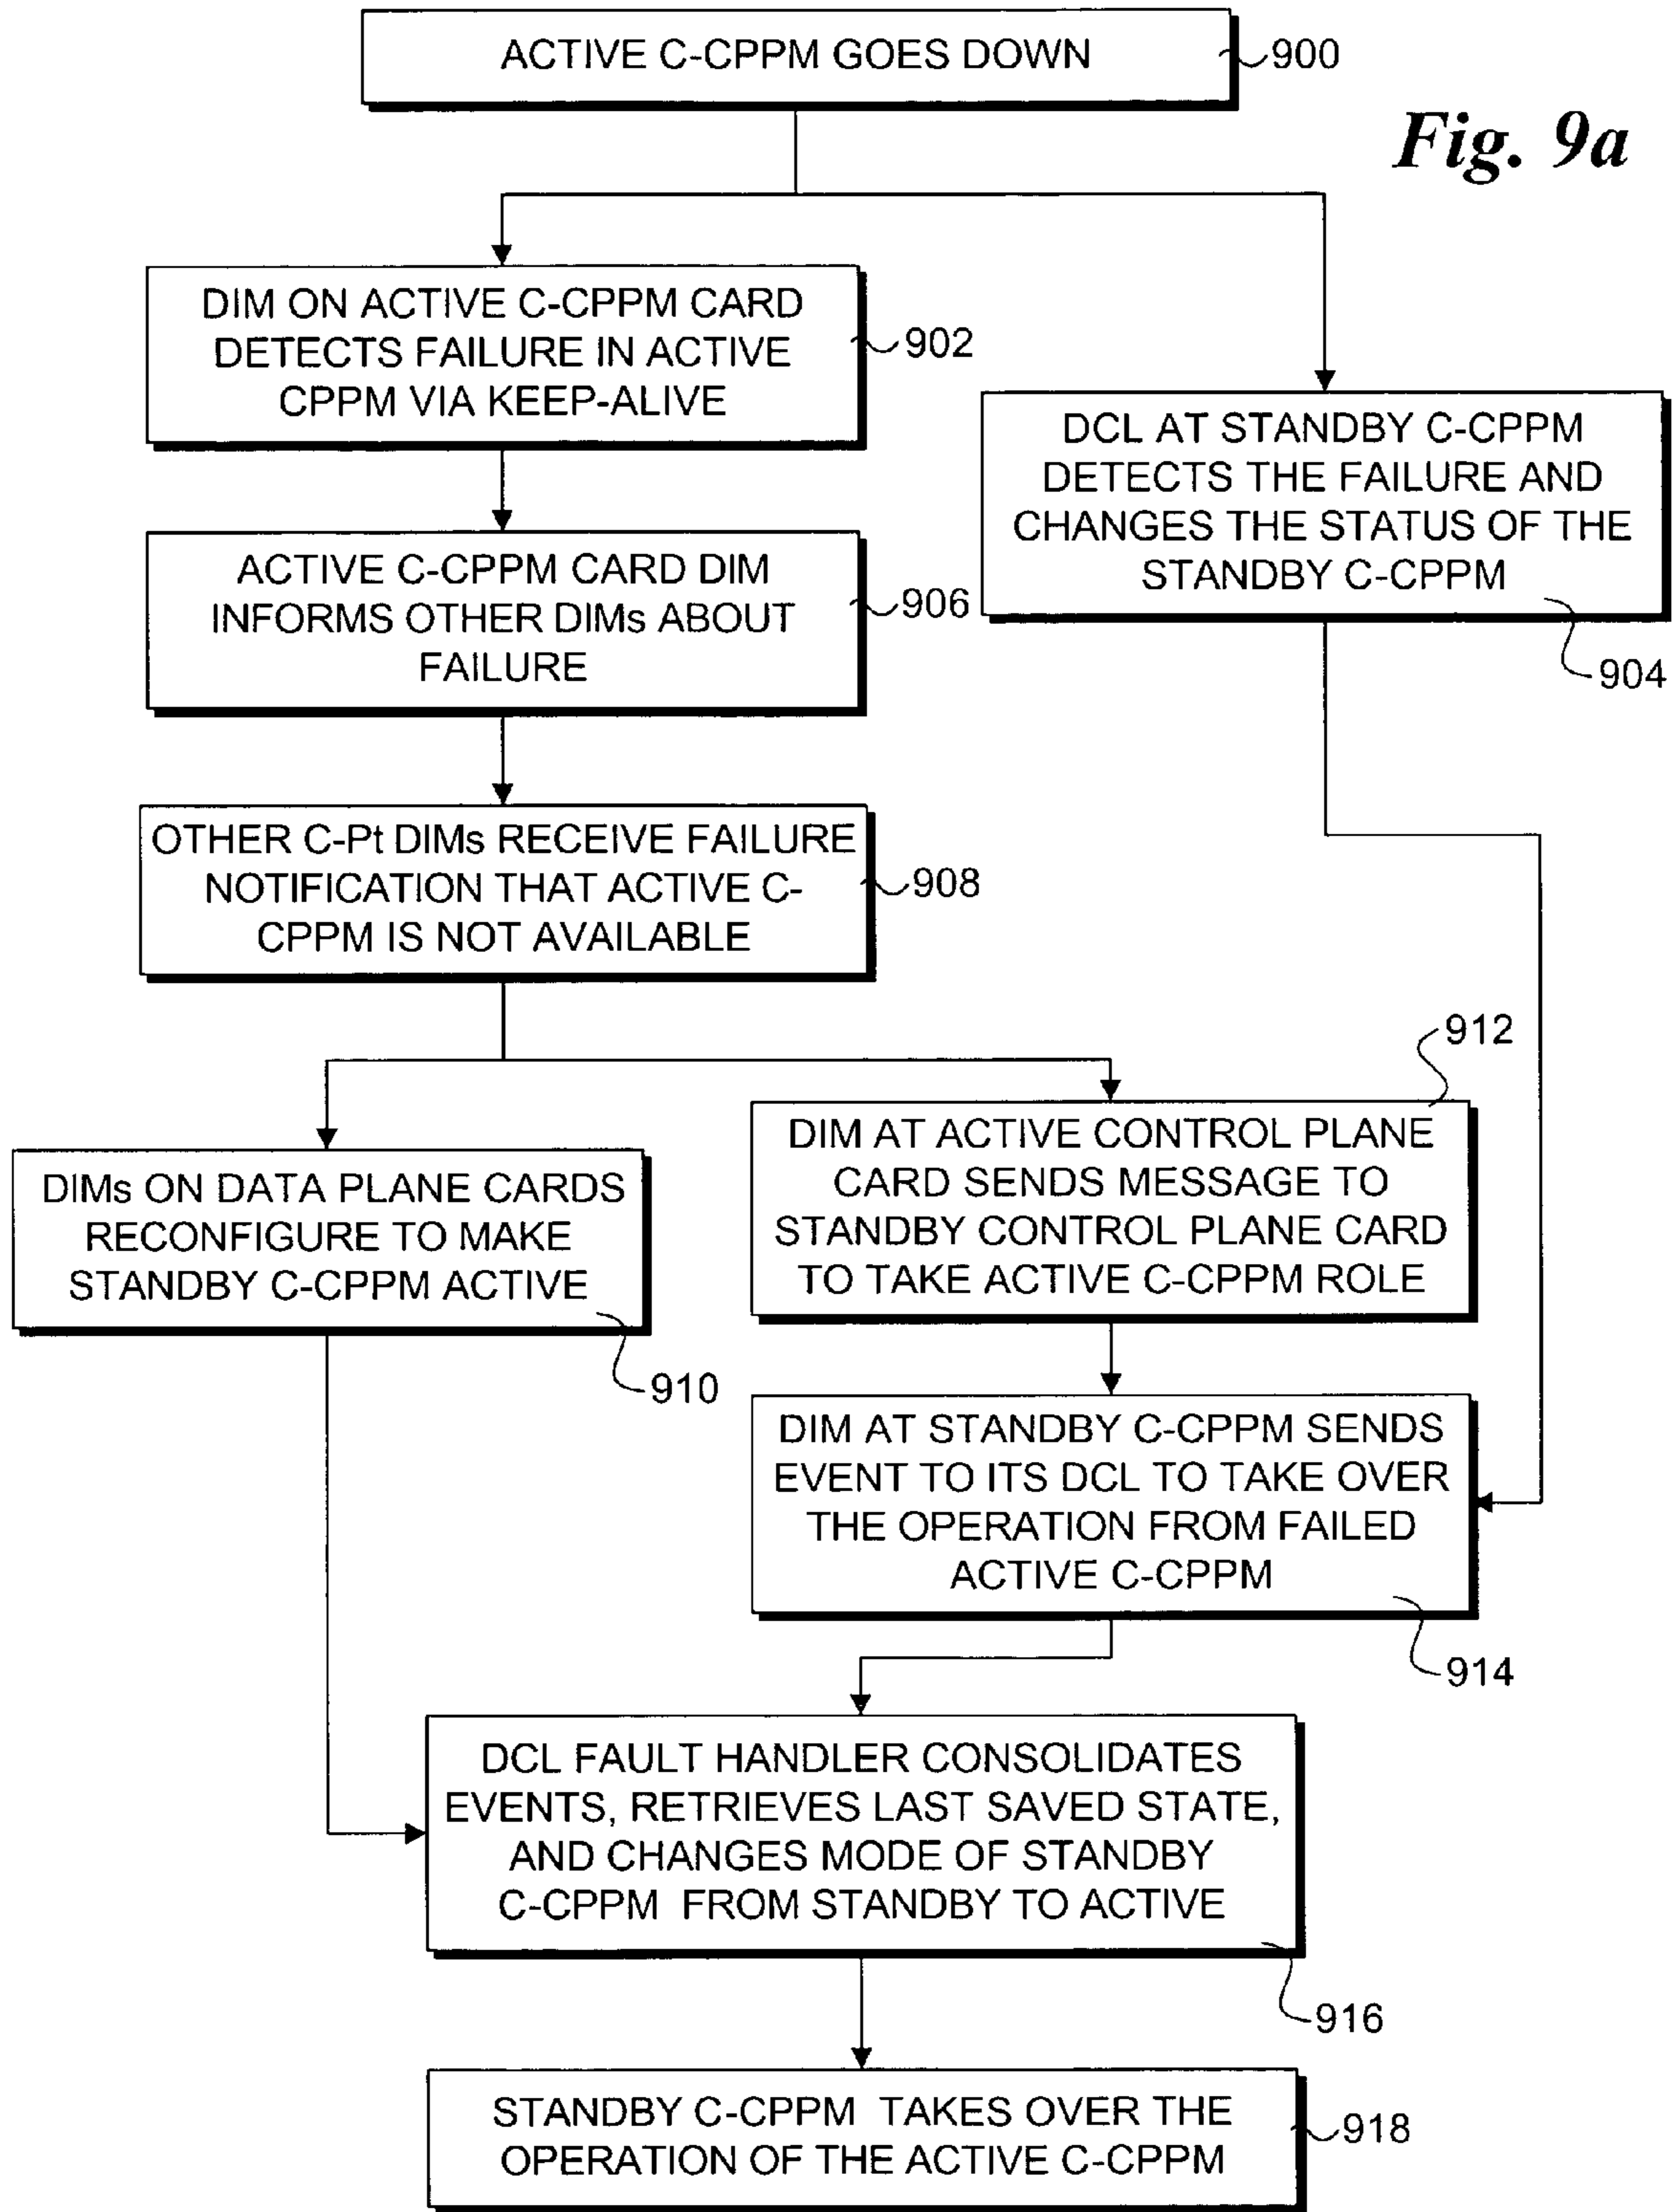 ACTIVE C-CPPM GOES DOWN
900
Fig. 9a
DIM ON ACTIVE C-CPPM CARD
DETECTS FAILURE IN ACTIVE
CPPM VIA KEEP-ALIVE
902
DCL AT STANDBY C-CPPM
DETECTS THE FAILURE AND
CHANGES THE STATUS OF THE
STANDBY C-CPPM
904
ACTIVE C-CPPM CARD DIM
INFORMS OTHER DIMs ABOUT
FAILURE
906
OTHER C-Pt DIMs RECEIVE FAILURE
NOTIFICATION THAT ACTIVE C-
CPPM IS NOT AVAILABLE
908
912
DIM AT ACTIVE CONTROL PLANE
CARD SENDS MESSAGE TO
STANDBY CONTROL PLANE CARD
TO TAKE ACTIVE C-CPPM ROLE
DIMs ON DATA PLANE CARDS
RECONFIGURE TO MAKE
STANDBY C-CPPM ACTIVE
910
DIM AT STANDBY C-CPPM SENDS
EVENT TO ITS DCL TO TAKE OVER
THE OPERATION FROM FAILED
ACTIVE C-CPPM
914
DCL FAULT HANDLER CONSOLIDATES
EVENTS, RETRIEVES LAST SAVED STATE,
AND CHANGES MODE OF STANDBY
C-CPPM FROM STANDBY TO ACTIVE
916
STANDBY C-CPPM TAKES OVER THE
OPERATION OF THE ACTIVE C-CPPM
918